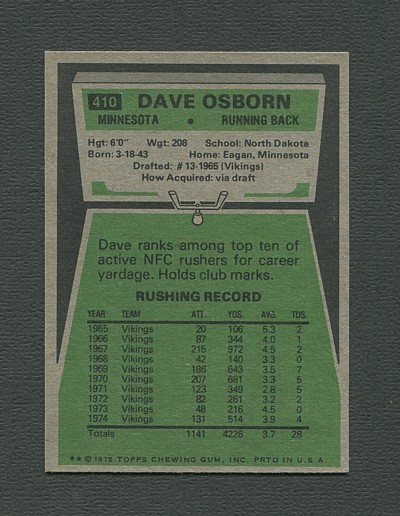 410 DAVE OSBORN
MINNESOTA • RUNNING BACK
Hgt: 6'0" Wgt: 208 School: North Dakota
Born: 3-18-43 Home: Eagan, Minnesota
Drafted: #13-1965 (Vikings)
How Acquired: via draft
Dave ranks among top ten of
active NFC rushers for career
yardage. Holds club marks.
RUSHING RECORD
YEAR TEAM ATT. YDS. AVG. TDS.
1965 Vikings 20 106 5.3 2
1966 Vikings 87 344 4.0 1
1967 Vikings 215 972 4.5 2
1968 Vikings 42 140 3.3 0
1969 Vikings 186 643 3.5 7
1970 Vikings 207 681 3.3 5
1971 Vikings 123 349 2.8 5
1972 Vikings 82 261 3.2 2
1973 Vikings 48 216 4.5 0
1974 Vikings 131 514 3.9 4
Totals 1141 4226 3.7 28
** © 1975 TOPPS CHEWING GUM, INC. PRTD IN U.S.A.